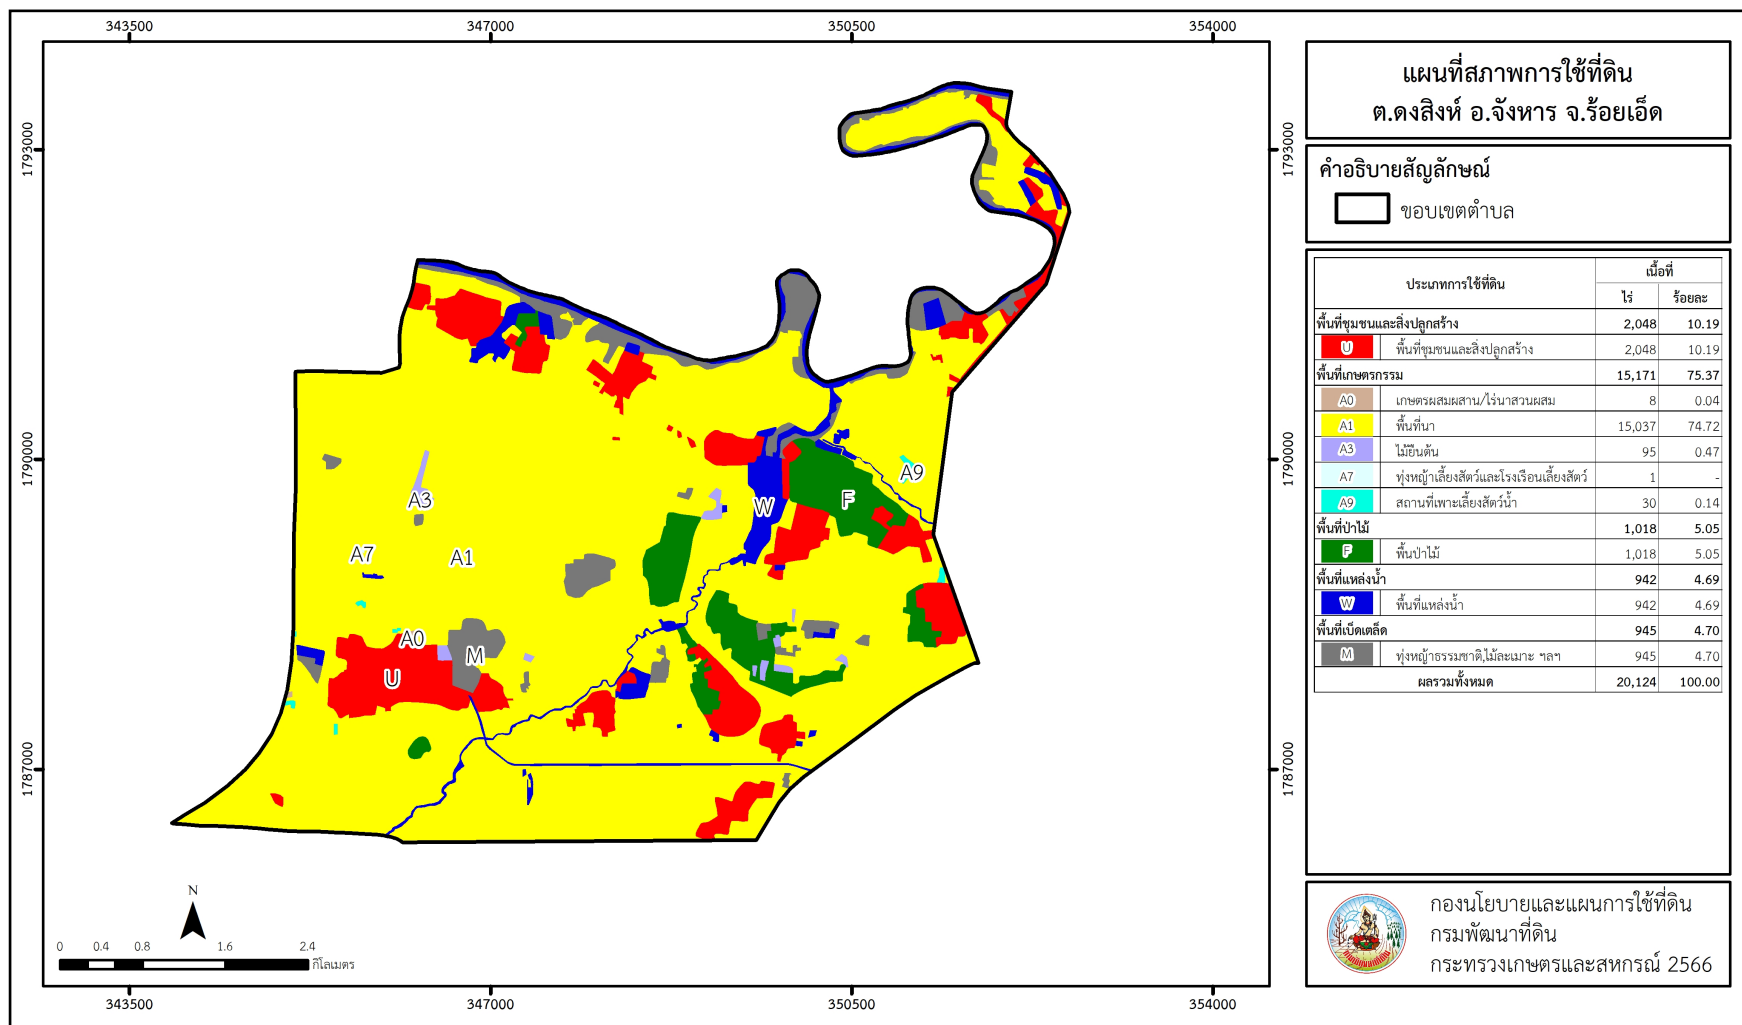 343500 347000 350500 354000
1793000 1793000
1790000 1790000
1787000 1787000
A9
A3
W
F
A7
A1
A0
M
U
N
0 0.4 0.8 1.6 2.4
กิโลเมตร
343500 347000 350500 354000
แผนที่สภาพการใช้ที่ดิน
ต.ดงสิงห์ อ.จังหาร จ.ร้อยเอ็ด
คำอธิบายสัญลักษณ์
ขอบเขตตำบล
ประเภทการใช้ที่ดิน เนื้อที่
ไร่ ร้อยละ
พื้นที่ชุมชนและสิ่งปลูกสร้าง 2,048 10.19
U พื้นที่ชุมชนและสิ่งปลูกสร้าง 2,048 10.19
พื้นที่เกษตรกรรม 15,171 75.37
A0 เกษตรผสมผสาน/ไร่นาสวนผสม 8 0.04
A1 พื้นที่นา 15,037 74.72
A3 ไม้ยืนต้น 95 0.47
A7 ทุ่งหญ้าเลี้ยงสัตว์และโรงเรือนเลี้ยงสัตว์ 1 -
A9 สถานที่เพาะเลี้ยงสัตว์น้ำ 30 0.14
พื้นที่ป่าไม้ 1,018 5.05
F พื้นป่าไม้ 1,018 5.05
พื้นที่แหล่งน้ำ 942 4.69
W พื้นที่แหล่งน้ำ 942 4.69
พื้นที่เบ็ดเตล็ด 945 4.70
M ทุ่งหญ้าธรรมชาติ,ไม้ละเมาะ ฯลฯ 945 4.70
ผลรวมทั้งหมด 20,124 100.00
กองนโยบายและแผนการใช้ที่ดิน
กรมพัฒนาที่ดิน
กระทรวงเกษตรและสหกรณ์ 2566